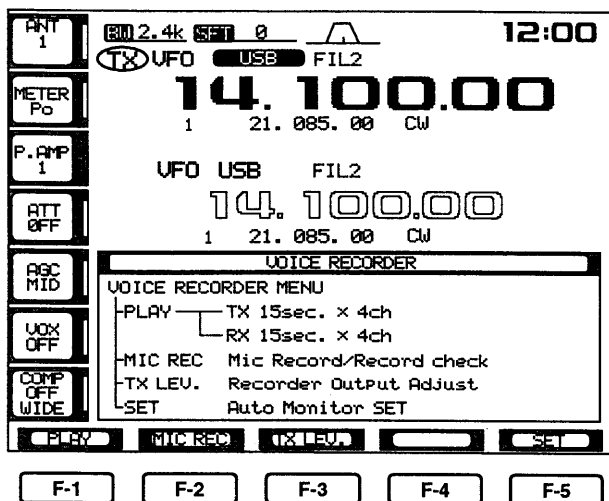 ANT
1
BW 2.4k SFT 0
12:00
TX VFO USB FIL2
METER
Po
14. 100.00
1 21. 085. 00 CW
P.AMP
1
VFO USB FIL2
ATT
OFF
14. 100.00
1 21. 085. 00 CW
AGC
MID
VOICE RECORDER
VOICE RECORDER MENU
PLAY TX 15sec. × 4ch
RX 15sec. × 4ch
VOX
OFF
MIC REC Mic Record/Record check
COMP
OFF
WIDE
TX LEV. Recorder Output Adjust
SET Auto Monitor SET
PLAY MIC REC TX LEV. SET
F-1 F-2 F-3 F-4 F-5